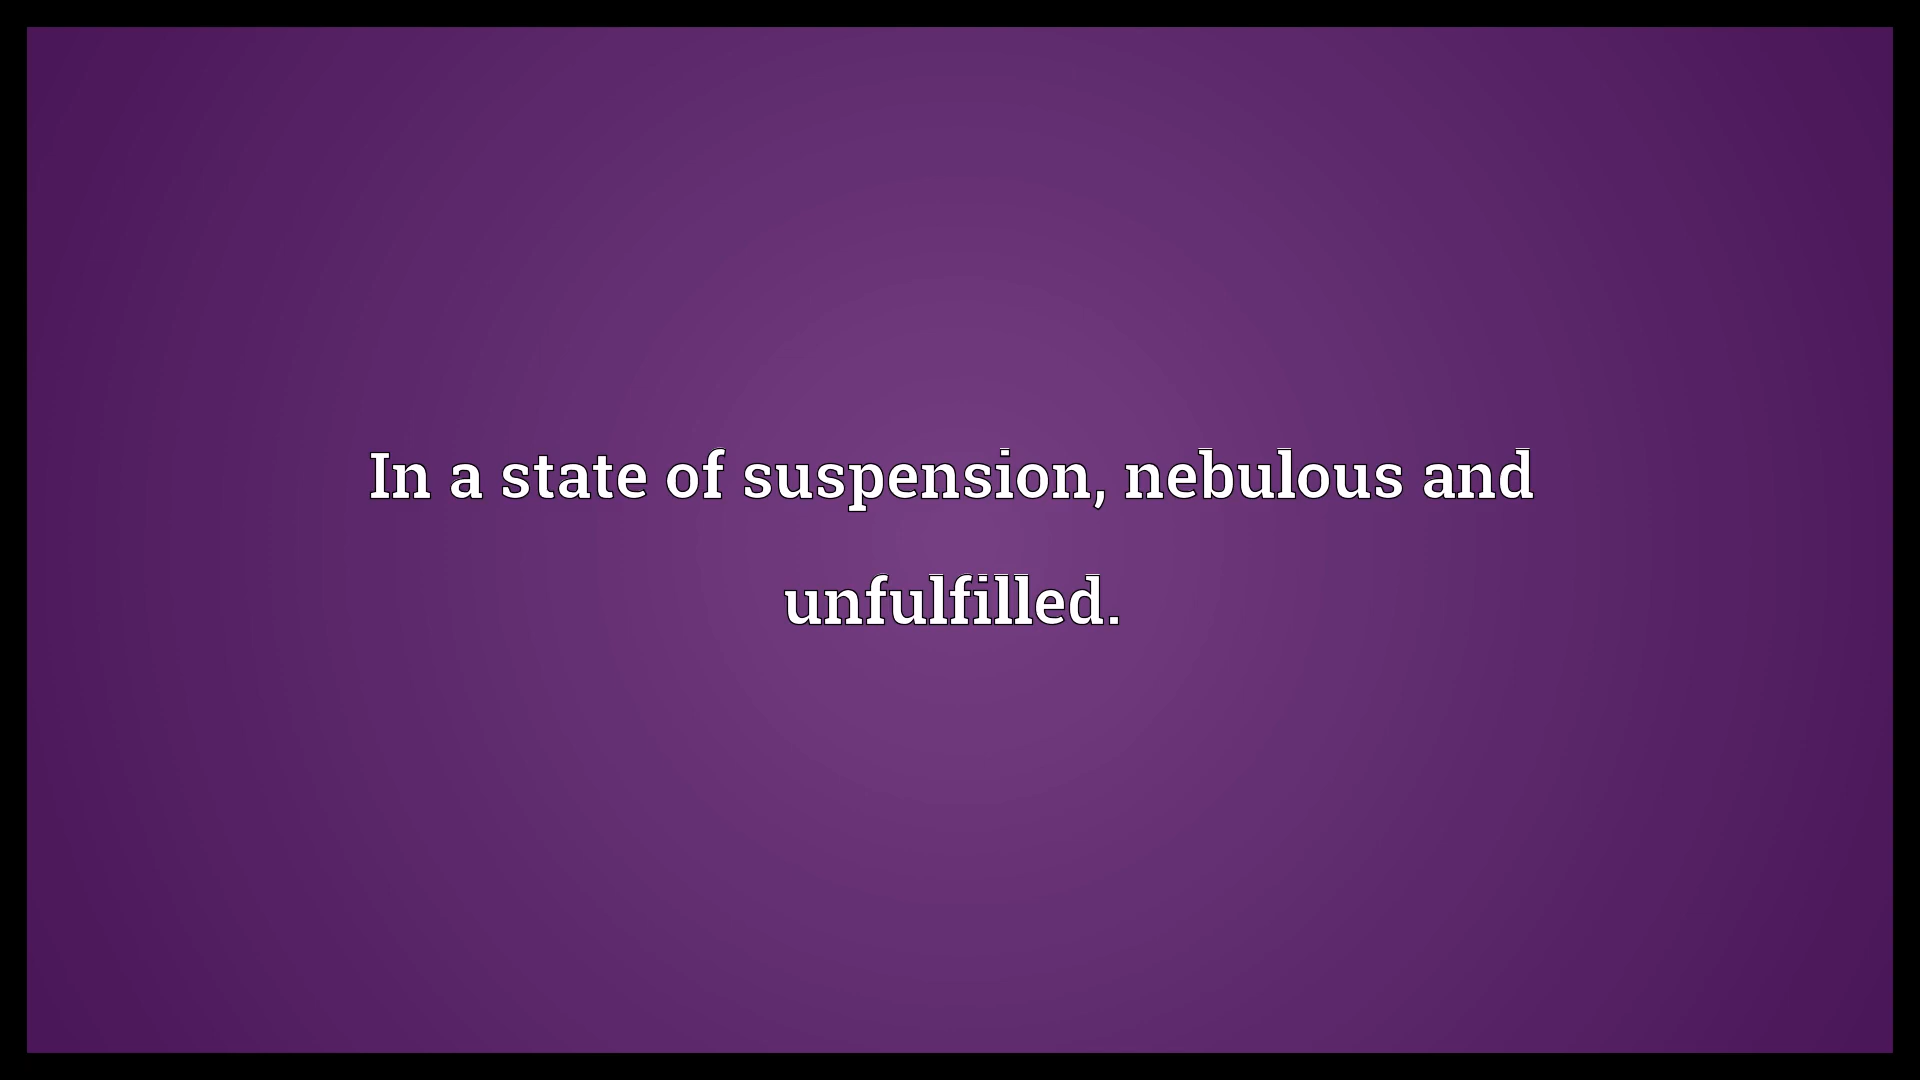 In a state of suspension, nebulous and
unfulfilled.